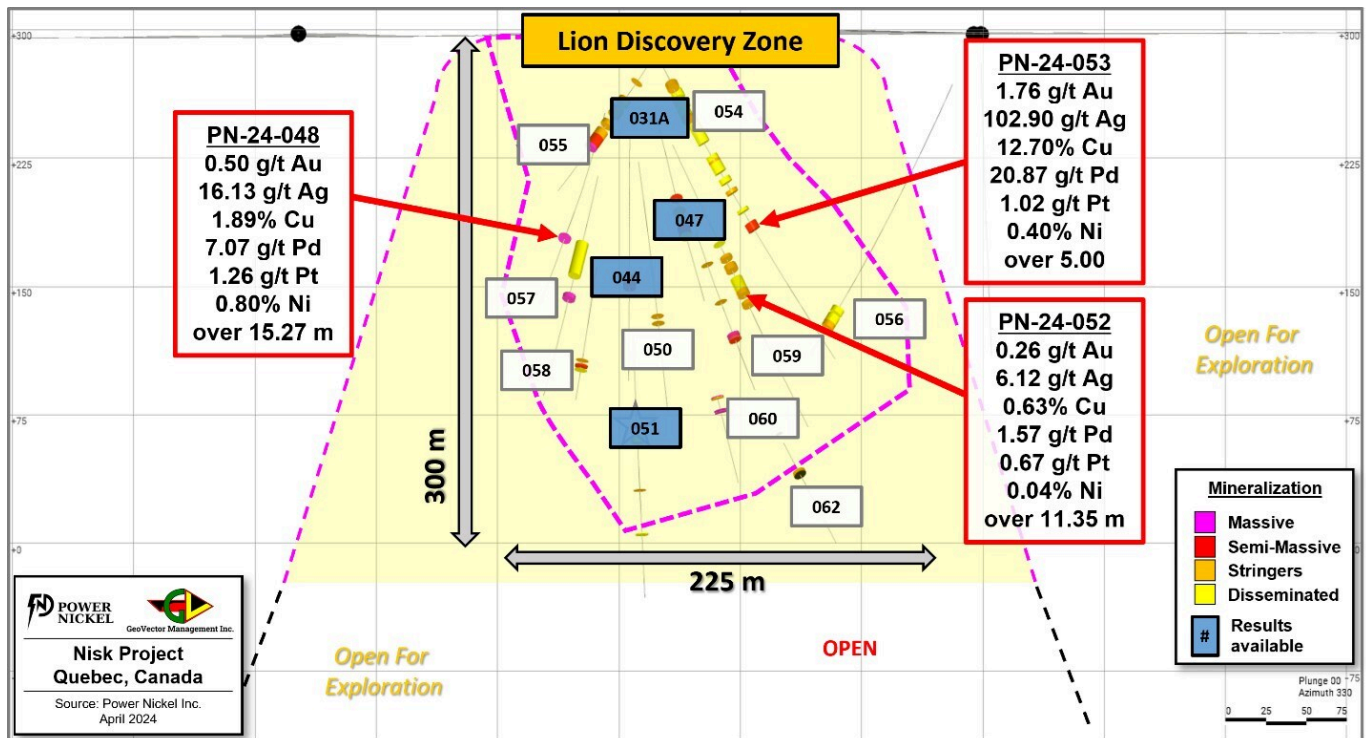 Lion Discovery Zone
+300
+300
+225
225
+150
+150
+75
+75
+0
+0
-75
300 m
225 m
PN-24-048
0.50 g/t Au
16.13 g/t Ag
1.89% Cu
7.07 g/t Pd
1.26 g/t Pt
0.80% Ni
over 15.27 m
PN-24-053
1.76 g/t Au
102.90 g/t Ag
12.70% Cu
20.87 g/t Pd
1.02 g/t Pt
0.40% Ni
over 5.00
PN-24-052
0.26 g/t Au
6.12 g/t Ag
0.63% Cu
1.57 g/t Pd
0.67 g/t Pt
0.04% Ni
over 11.35 m
031A
054
055
047
044
057
056
050
059
058
051
060
062
Open For
Exploration
Open For
Exploration
OPEN
Mineralization
Massive
Semi-Massive
Stringers
Disseminated
# Results
available
POWER
NICKEL
GeoVector Management Inc.
Nisk Project
Quebec, Canada
Source: Power Nickel Inc.
April 2024
Plunge 00
Azimuth 330
0 25 50 75